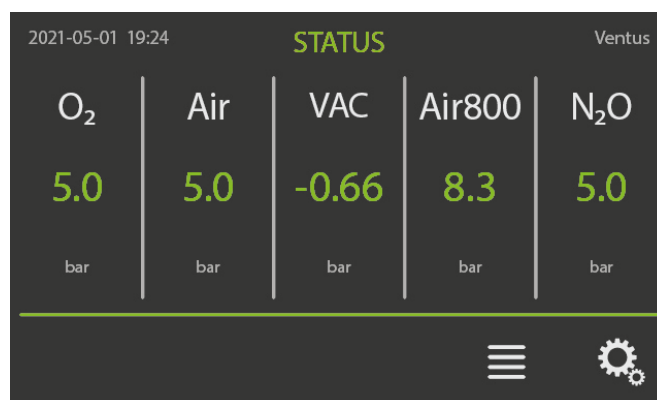 2021-05-01 19:24 STATUS Ventus
O₂ Air VAC Air800 N₂O
5.0 5.0 -0.66 8.3 5.0
bar bar bar bar bar